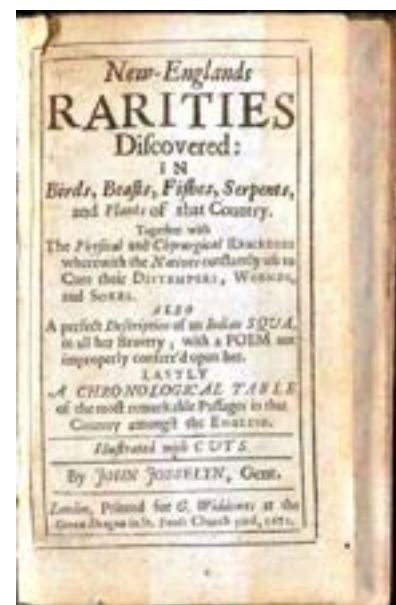 New-Englands
RARITIES
Diſcovered:
IN
Birds, Beaſts, Fiſhes, Serpents,
and Plants of that Country.
Together with
The Phyſical and Chyrurgical REMEDIES
wherewith the Natives conſtantly uſe to
Cure their DISTEMPERS, WOUNDS,
and SORES.
ALSO
A perfect Deſcription of an Indian SQUA,
in all her Bravery; with a POEM not
improperly conferr'd upon her.
LASTLY
A CHRONOLOGICAL TABLE
of the moſt remarkable Paſſages in that
Country amongſt the ENGLISH.
Illuſtrated with CUTS.
By JOHN JOSSELYN, Gent.
London, Printed for G. Widdowes at the
Green Dragon in St. Pauls Church yard, 1672.